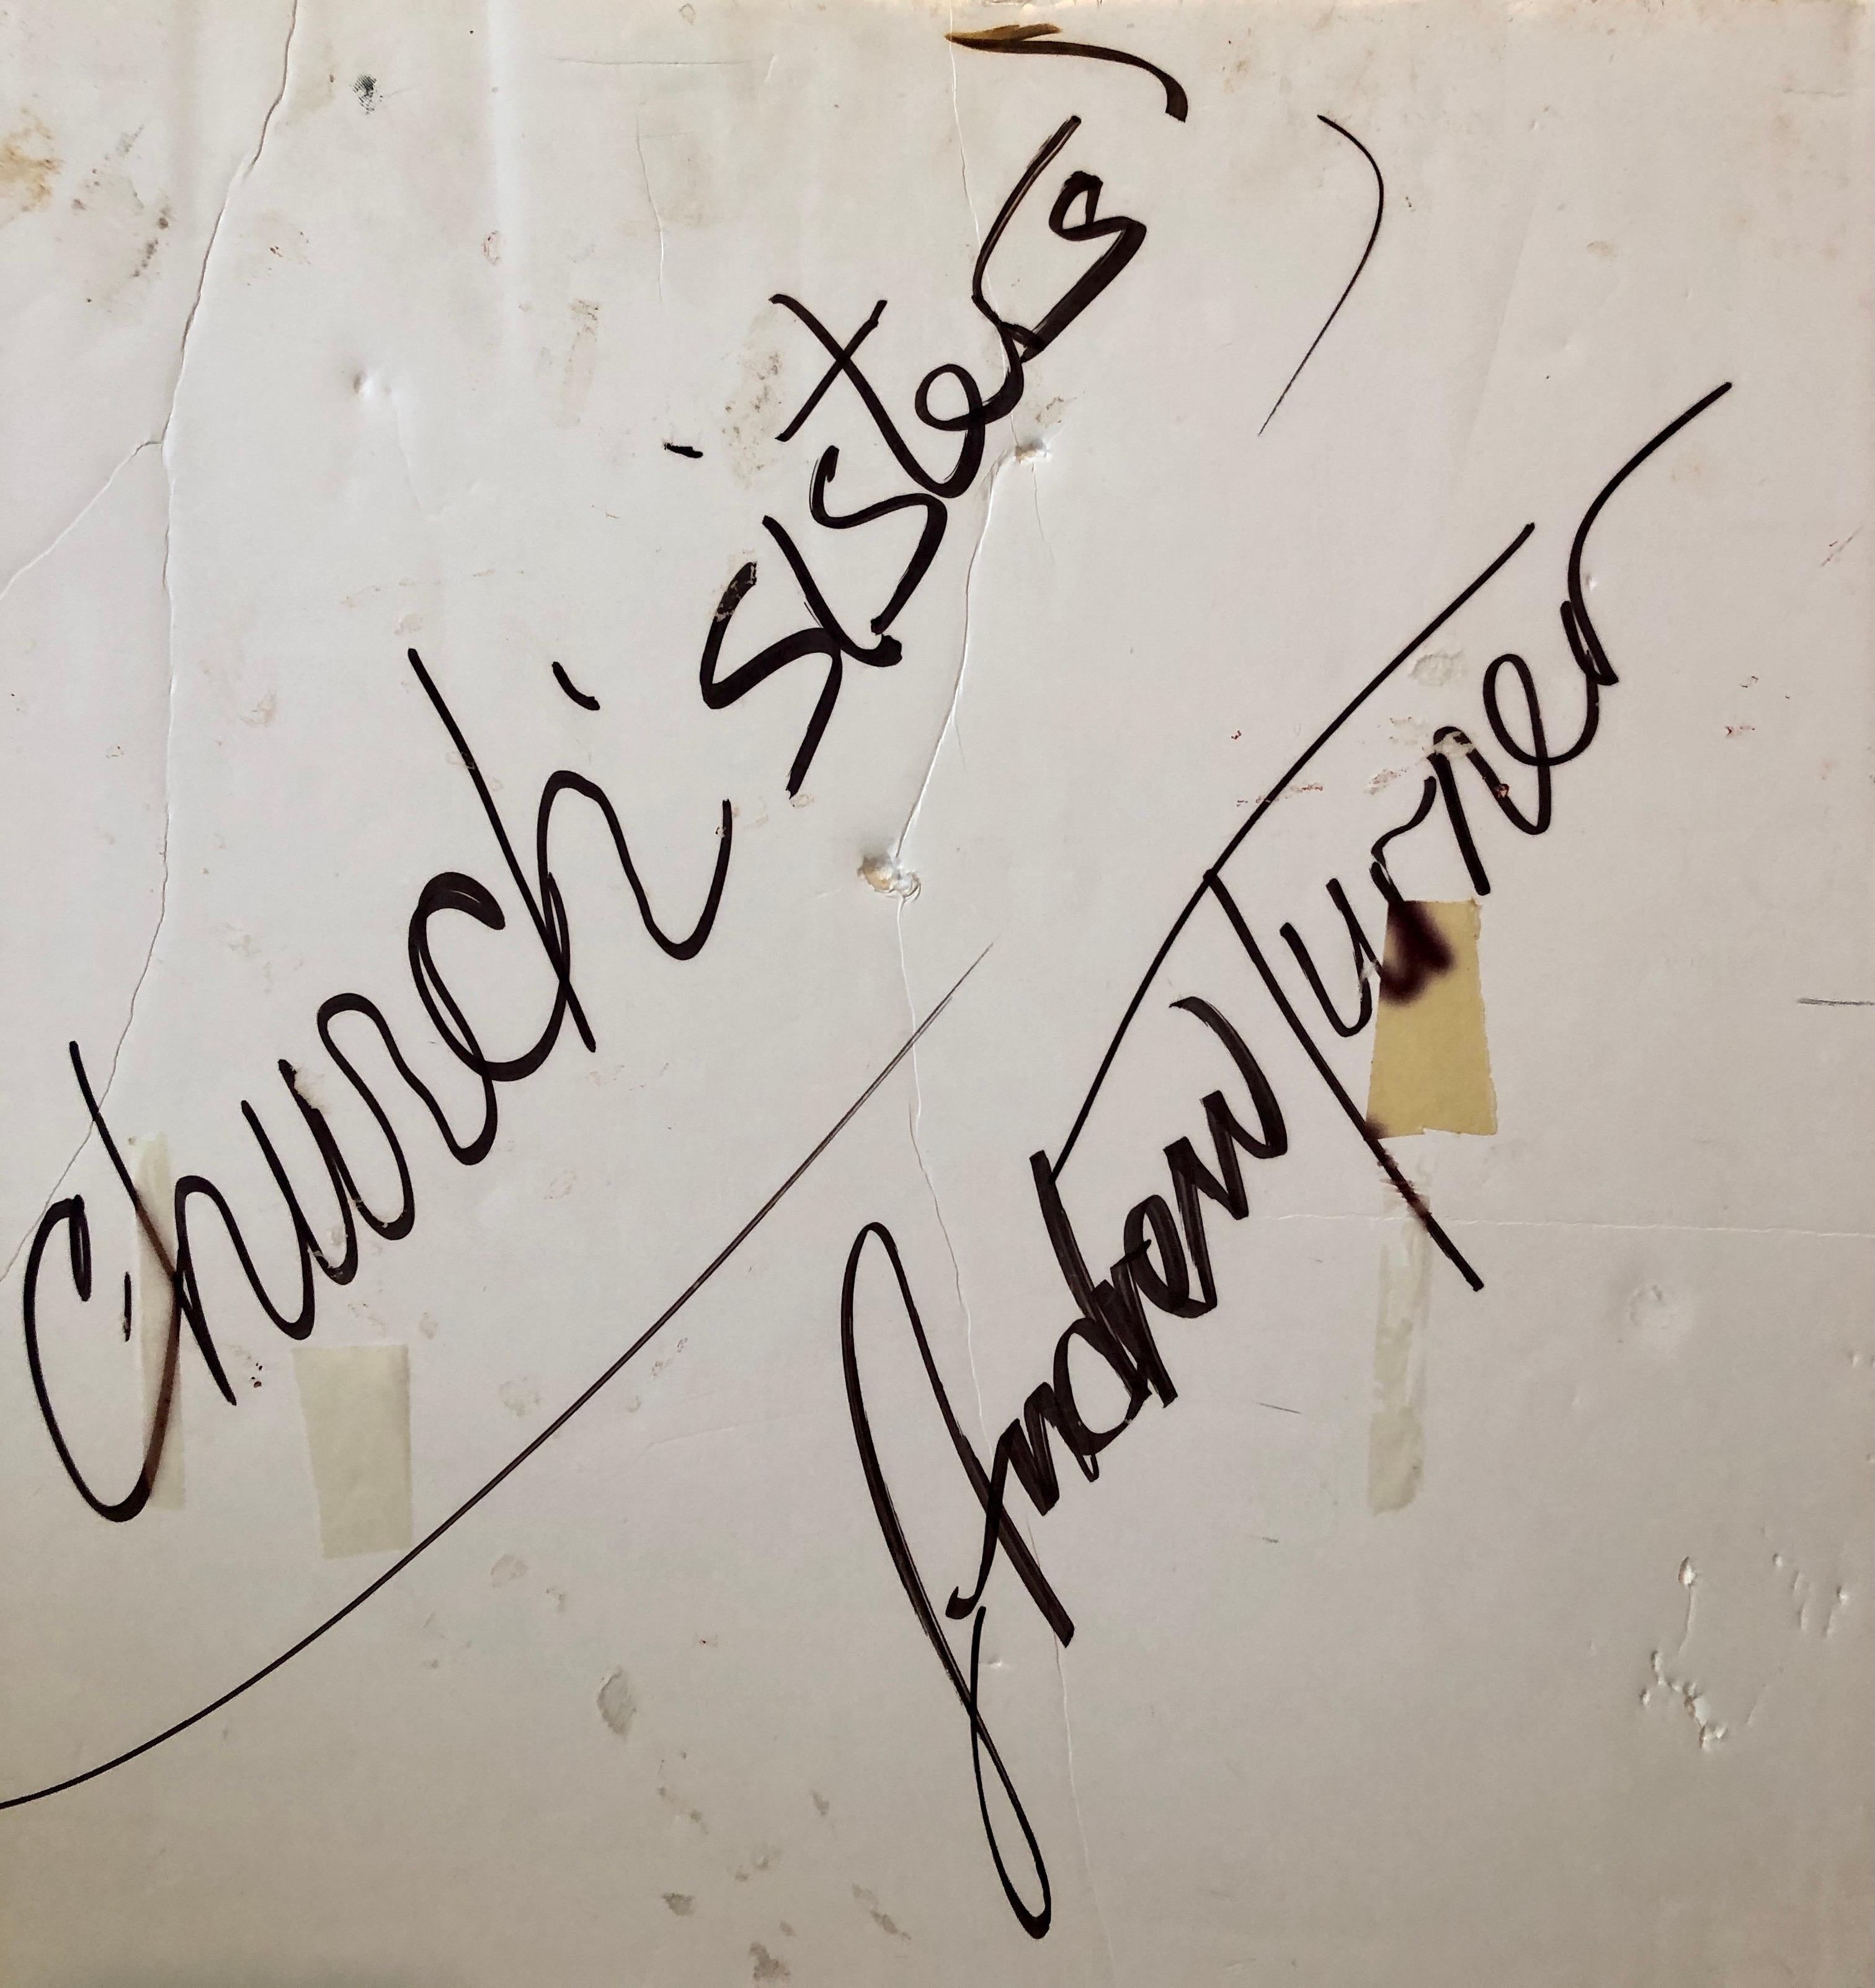 "Church Sisters"
Andrew Turner